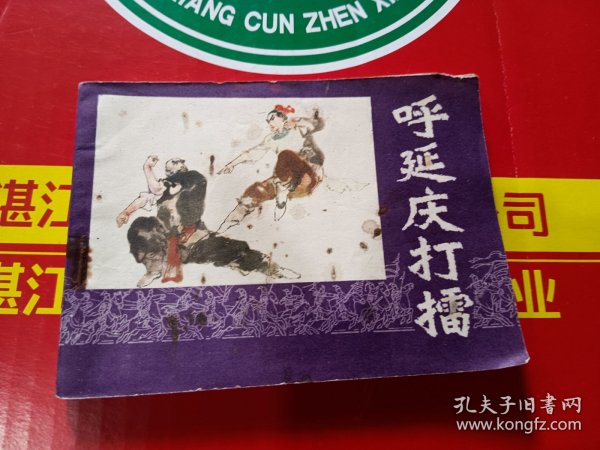 IANG CUN ZHEN X
呼延庆打擂
湛江
司
湛江
业
孔夫子旧书网
www.kongfz.com